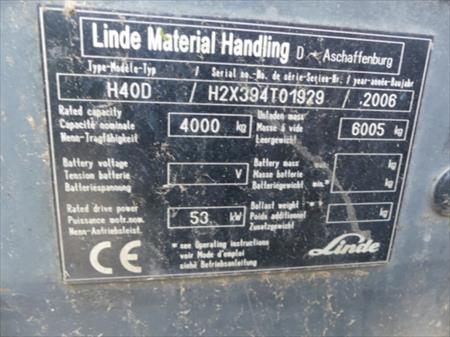 Linde Material Handling D - Aschaffenburg
Type-Modèle-Typ / Serial no.-No. de série-Serien-Nr. / year-année-Baujahr
H40D / H2X394T01929 / 2006
Rated capacity
Capacité nominale
Nenn-Tragfähigkeit
4000 kg
Unladen mass
Masse à vide
Leergewicht
6005 kg
Battery voltage
Tension batterie
Batteriespannung
V
Battery mass
Masse batterie
Batteriegewicht
kg
min.*
kg
Rated drive power
Puissance motr.nom.
Nenn-Antriebsleist.
53 kW
Ballast weight *
Poids additionnel
Zusatzgewicht
kg
CE
* see Operating instructions
voir Mode d'emploi
siehe Betriebsanleitung
Linde